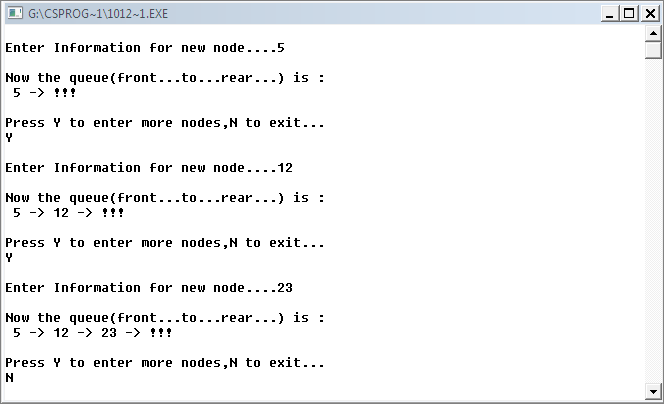 G:\CSPROG~1\1012~1.EXE
Enter Information for new node....5
Now the queue(front...to...rear...) is :
5 -> !!!
Press Y to enter more nodes,N to exit...
Y
Enter Information for new node....12
Now the queue(front...to...rear...) is :
5 -> 12 -> !!!
Press Y to enter more nodes,N to exit...
Y
Enter Information for new node....23
Now the queue(front...to...rear...) is :
5 -> 12 -> 23 -> !!!
Press Y to enter more nodes,N to exit...
N